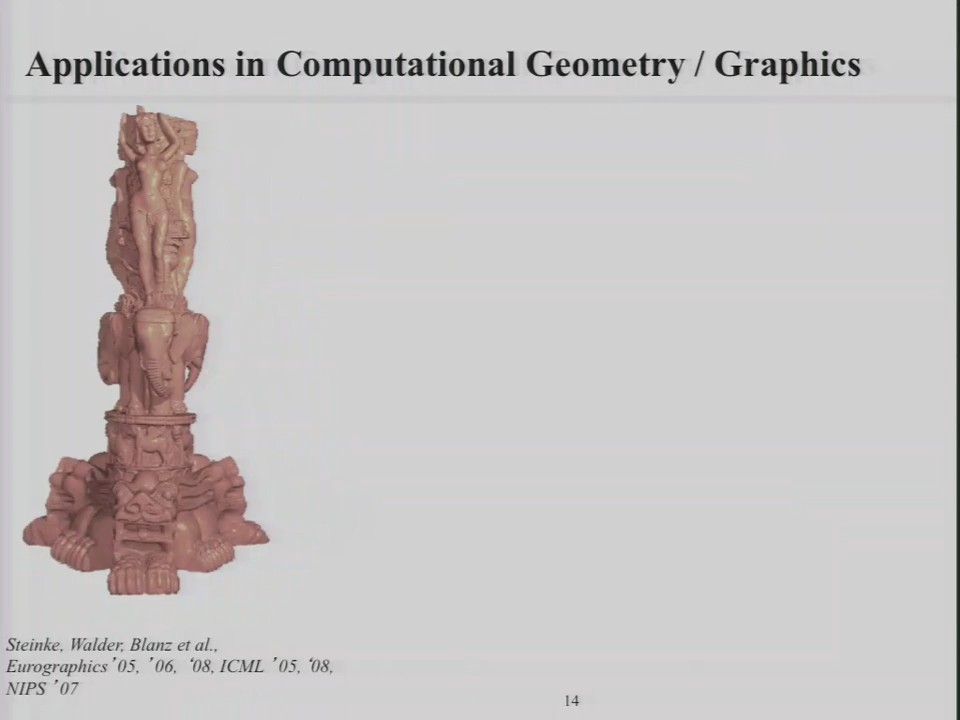 Applications in Computational Geometry / Graphics
Steinke, Walder, Blanz et al.,
Eurographics ’05, ’06, ‘08, ICML ’05, ‘08,
NIPS ’07
14